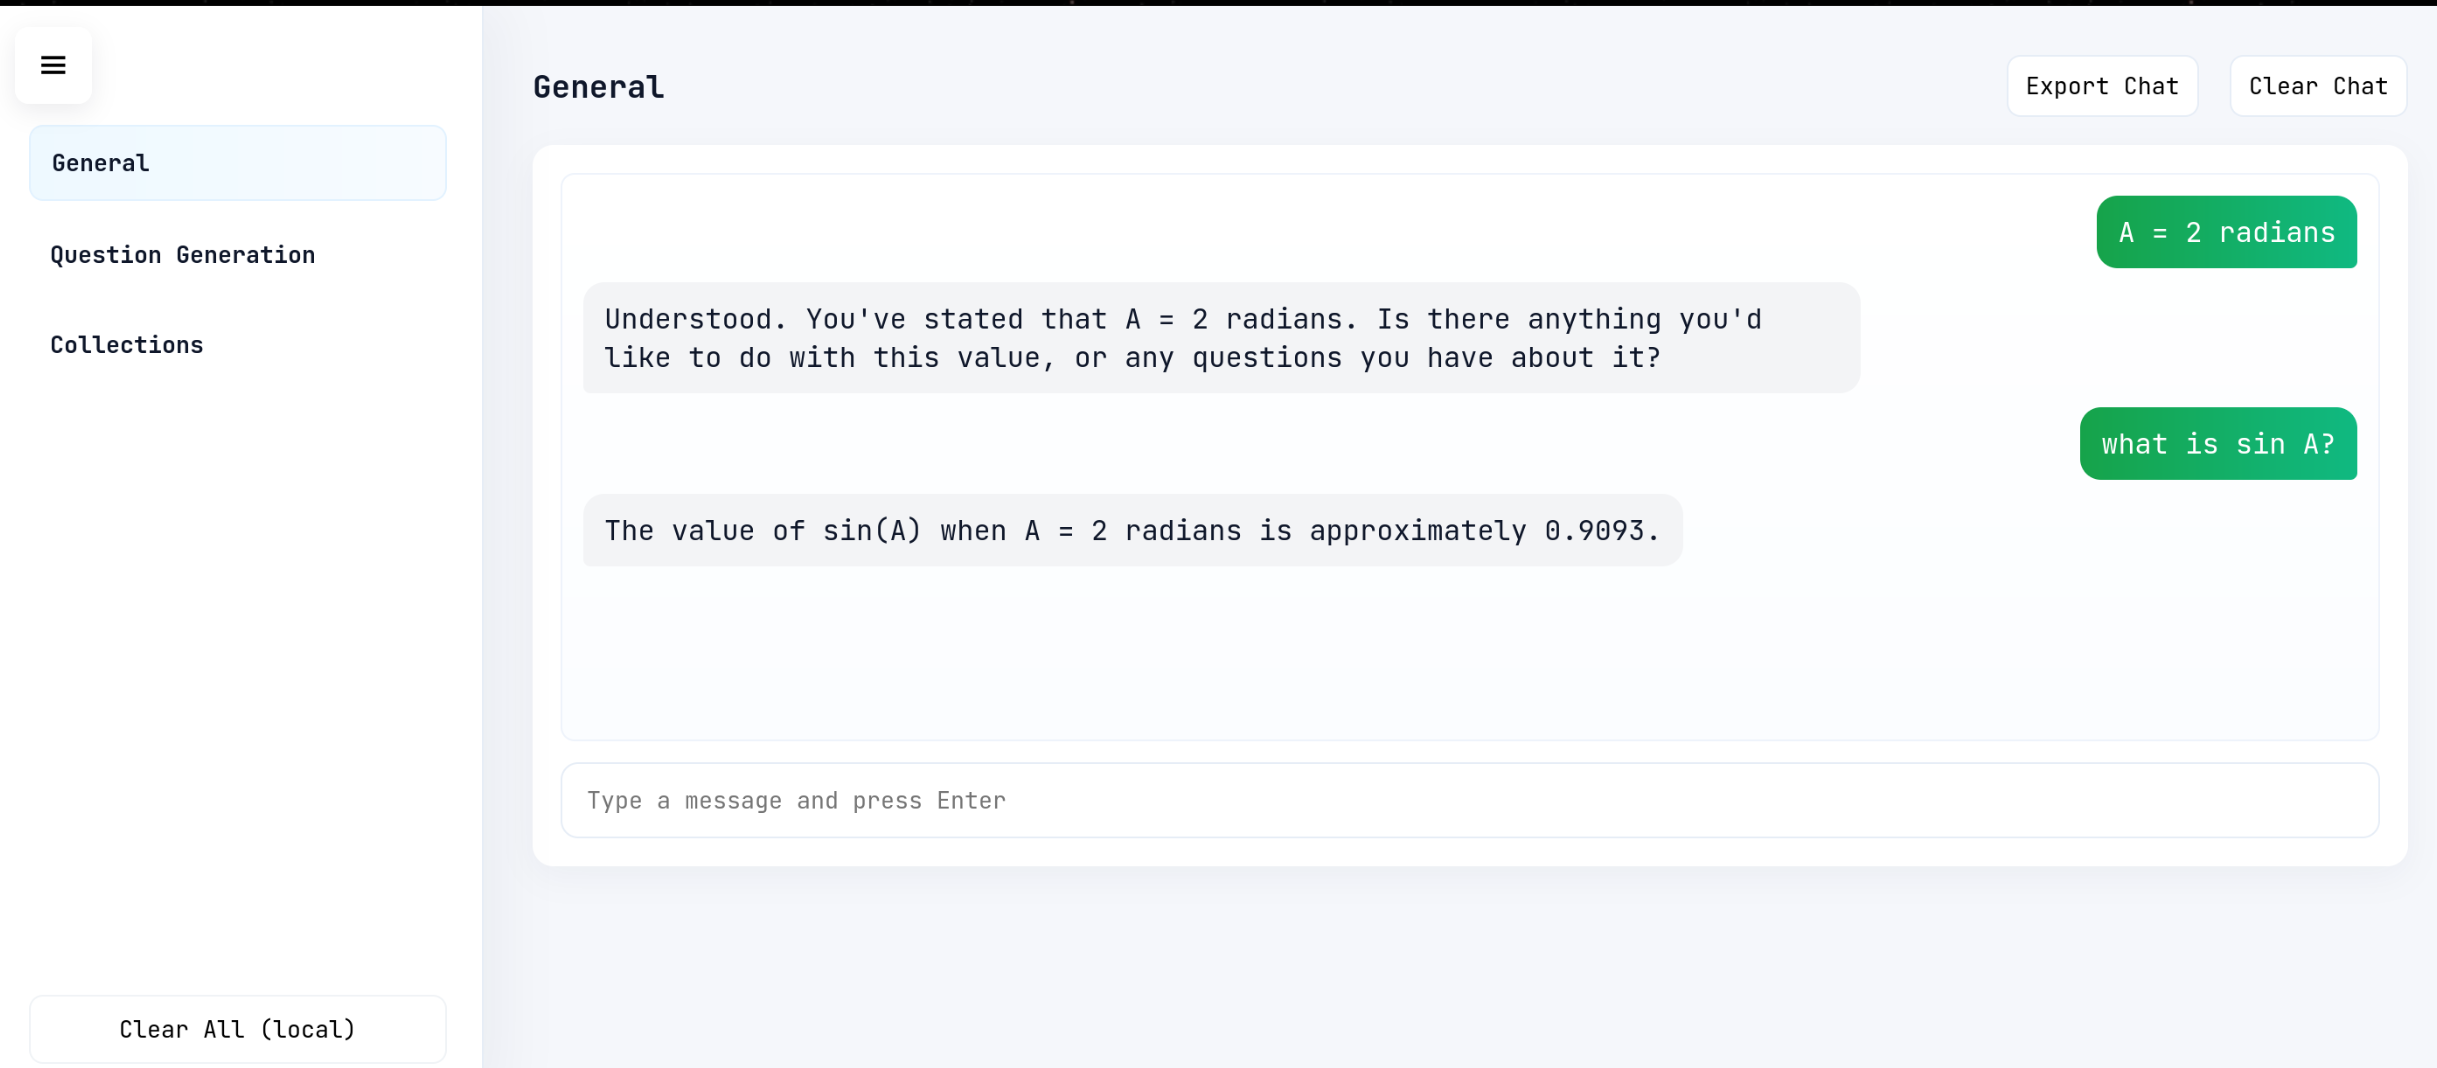 General
Question Generation
Collections
Clear All (local)
General
Export Chat
Clear Chat
A = 2 radians
Understood. You've stated that A = 2 radians. Is there anything you'd
like to do with this value, or any questions you have about it?
what is sin A?
The value of sin(A) when A = 2 radians is approximately 0.9093.
Type a message and press Enter